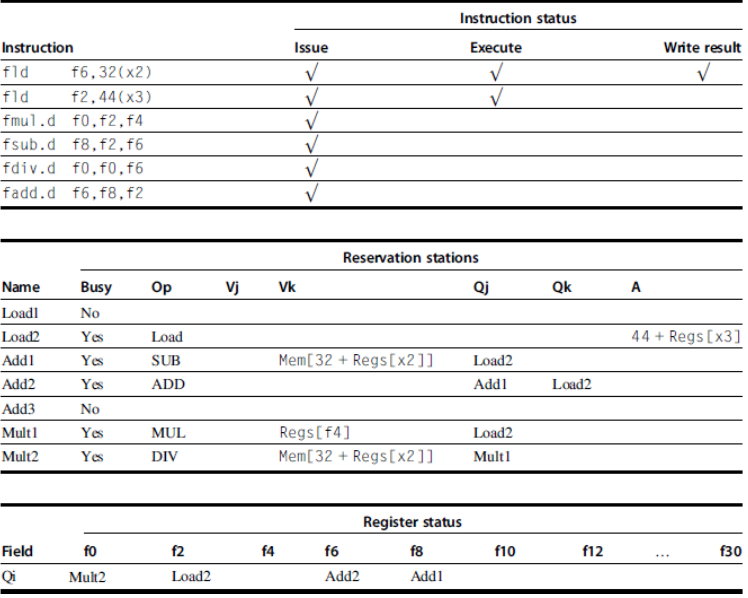 Instruction status
Instruction Issue Execute Write result
fld f6,32(x2) √ √ √
fld f2,44(x3) √ √
fmul.d f0,f2,f4 √
fsub.d f8,f2,f6 √
fdiv.d f0,f0,f6 √
fadd.d f6,f8,f2 √
Reservation stations
Name Busy Op Vj Vk Qj Qk A
Load1 No
Load2 Yes Load 44 + Regs[x3]
Add1 Yes SUB Mem[32 + Regs[x2]] Load2
Add2 Yes ADD Add1 Load2
Add3 No
Mult1 Yes MUL Regs[f4] Load2
Mult2 Yes DIV Mem[32 + Regs[x2]] Mult1
Register status
Field f0 f2 f4 f6 f8 f10 f12 … f30
Qi Mult2 Load2 Add2 Add1